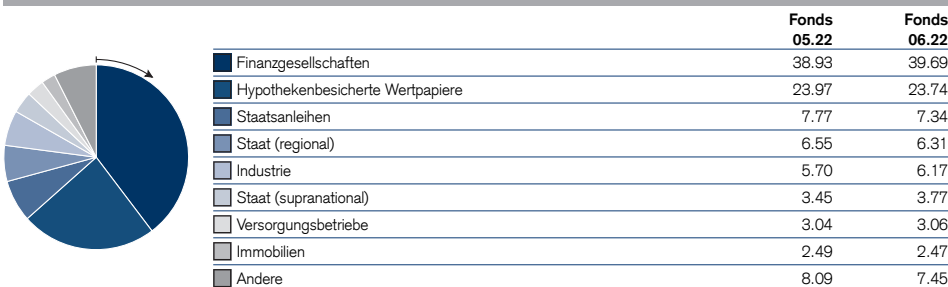 Fonds Fonds
05.22 06.22
Finanzgesellschaften 38.93 39.69
Hypothekenbesicherte Wertpapiere 23.97 23.74
Staatsanleihen 7.77 7.34
Staat (regional) 6.55 6.31
Industrie 5.70 6.17
Staat (supranational) 3.45 3.77
Versorgungsbetriebe 3.04 3.06
Immobilien 2.49 2.47
Andere 8.09 7.45